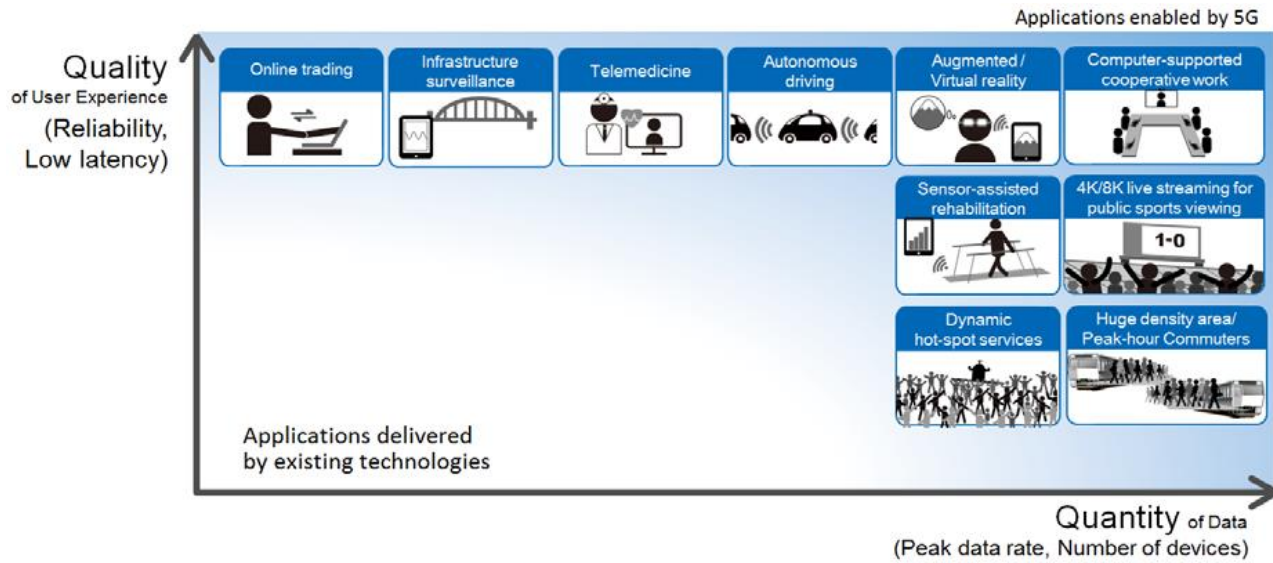 Applications enabled by 5G
Quality
of User Experience
(Reliability,
Low latency)
Online trading
Infrastructure
surveillance
Telemedicine
Autonomous
driving
Augmented /
Virtual reality
Computer-supported
cooperative work
Sensor-assisted
rehabilitation
4K/8K live streaming for
public sports viewing
1-0
Dynamic
hot-spot services
Huge density area/
Peak-hour Commuters
Applications delivered
by existing technologies
Quantity of Data
(Peak data rate, Number of devices)